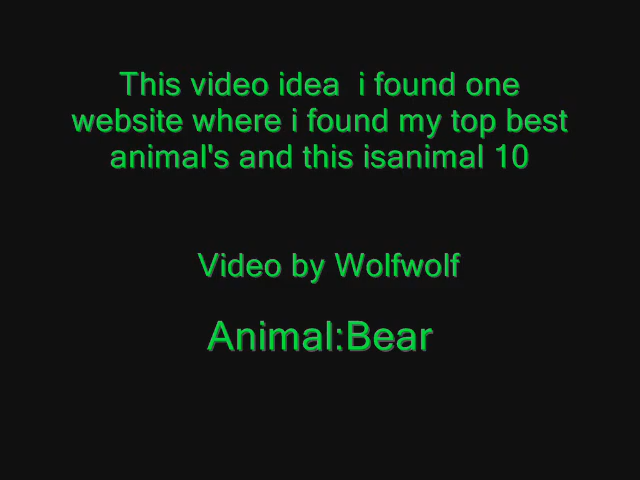 This video idea  i found one
website where i found my top best
animal's and this isanimal 10
Video by Wolfwolf
Animal:Bear